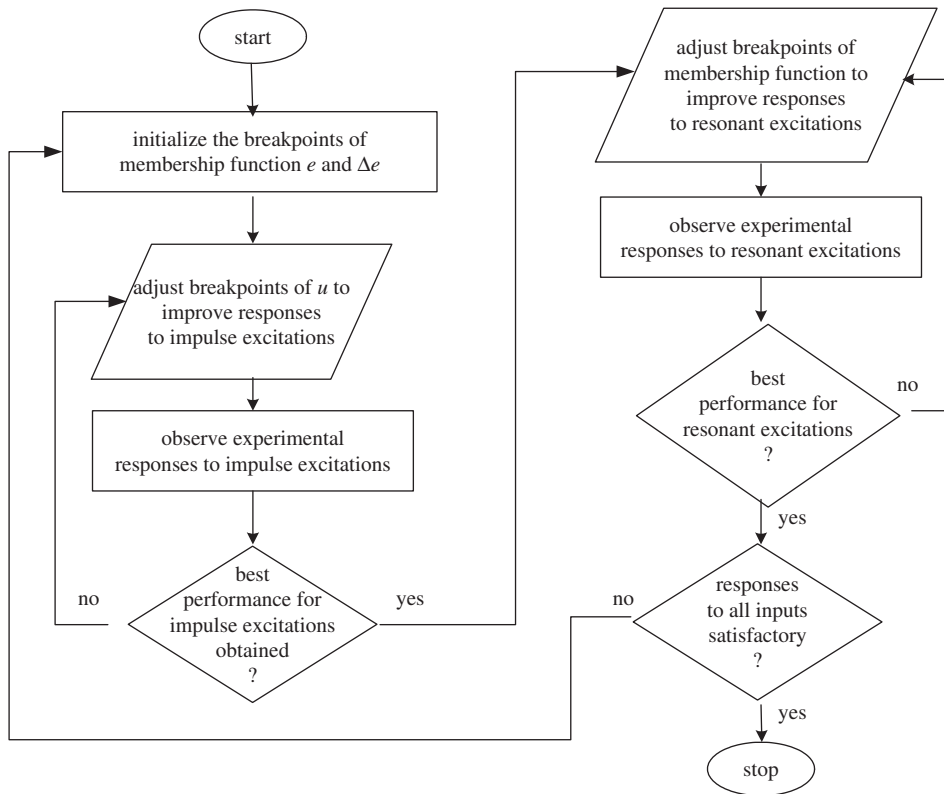 start
initialize the breakpoints of
membership function e and Δe
adjust breakpoints of u to
improve responses
to impulse excitations
observe experimental
responses to impulse excitations
best
performance for
impulse excitations
obtained
?
no
yes
adjust breakpoints of
membership function to
improve responses
to resonant excitations
observe experimental
responses to resonant excitations
best
performance for
resonant excitations
?
no
yes
responses
to all inputs
satisfactory
?
no
yes
stop